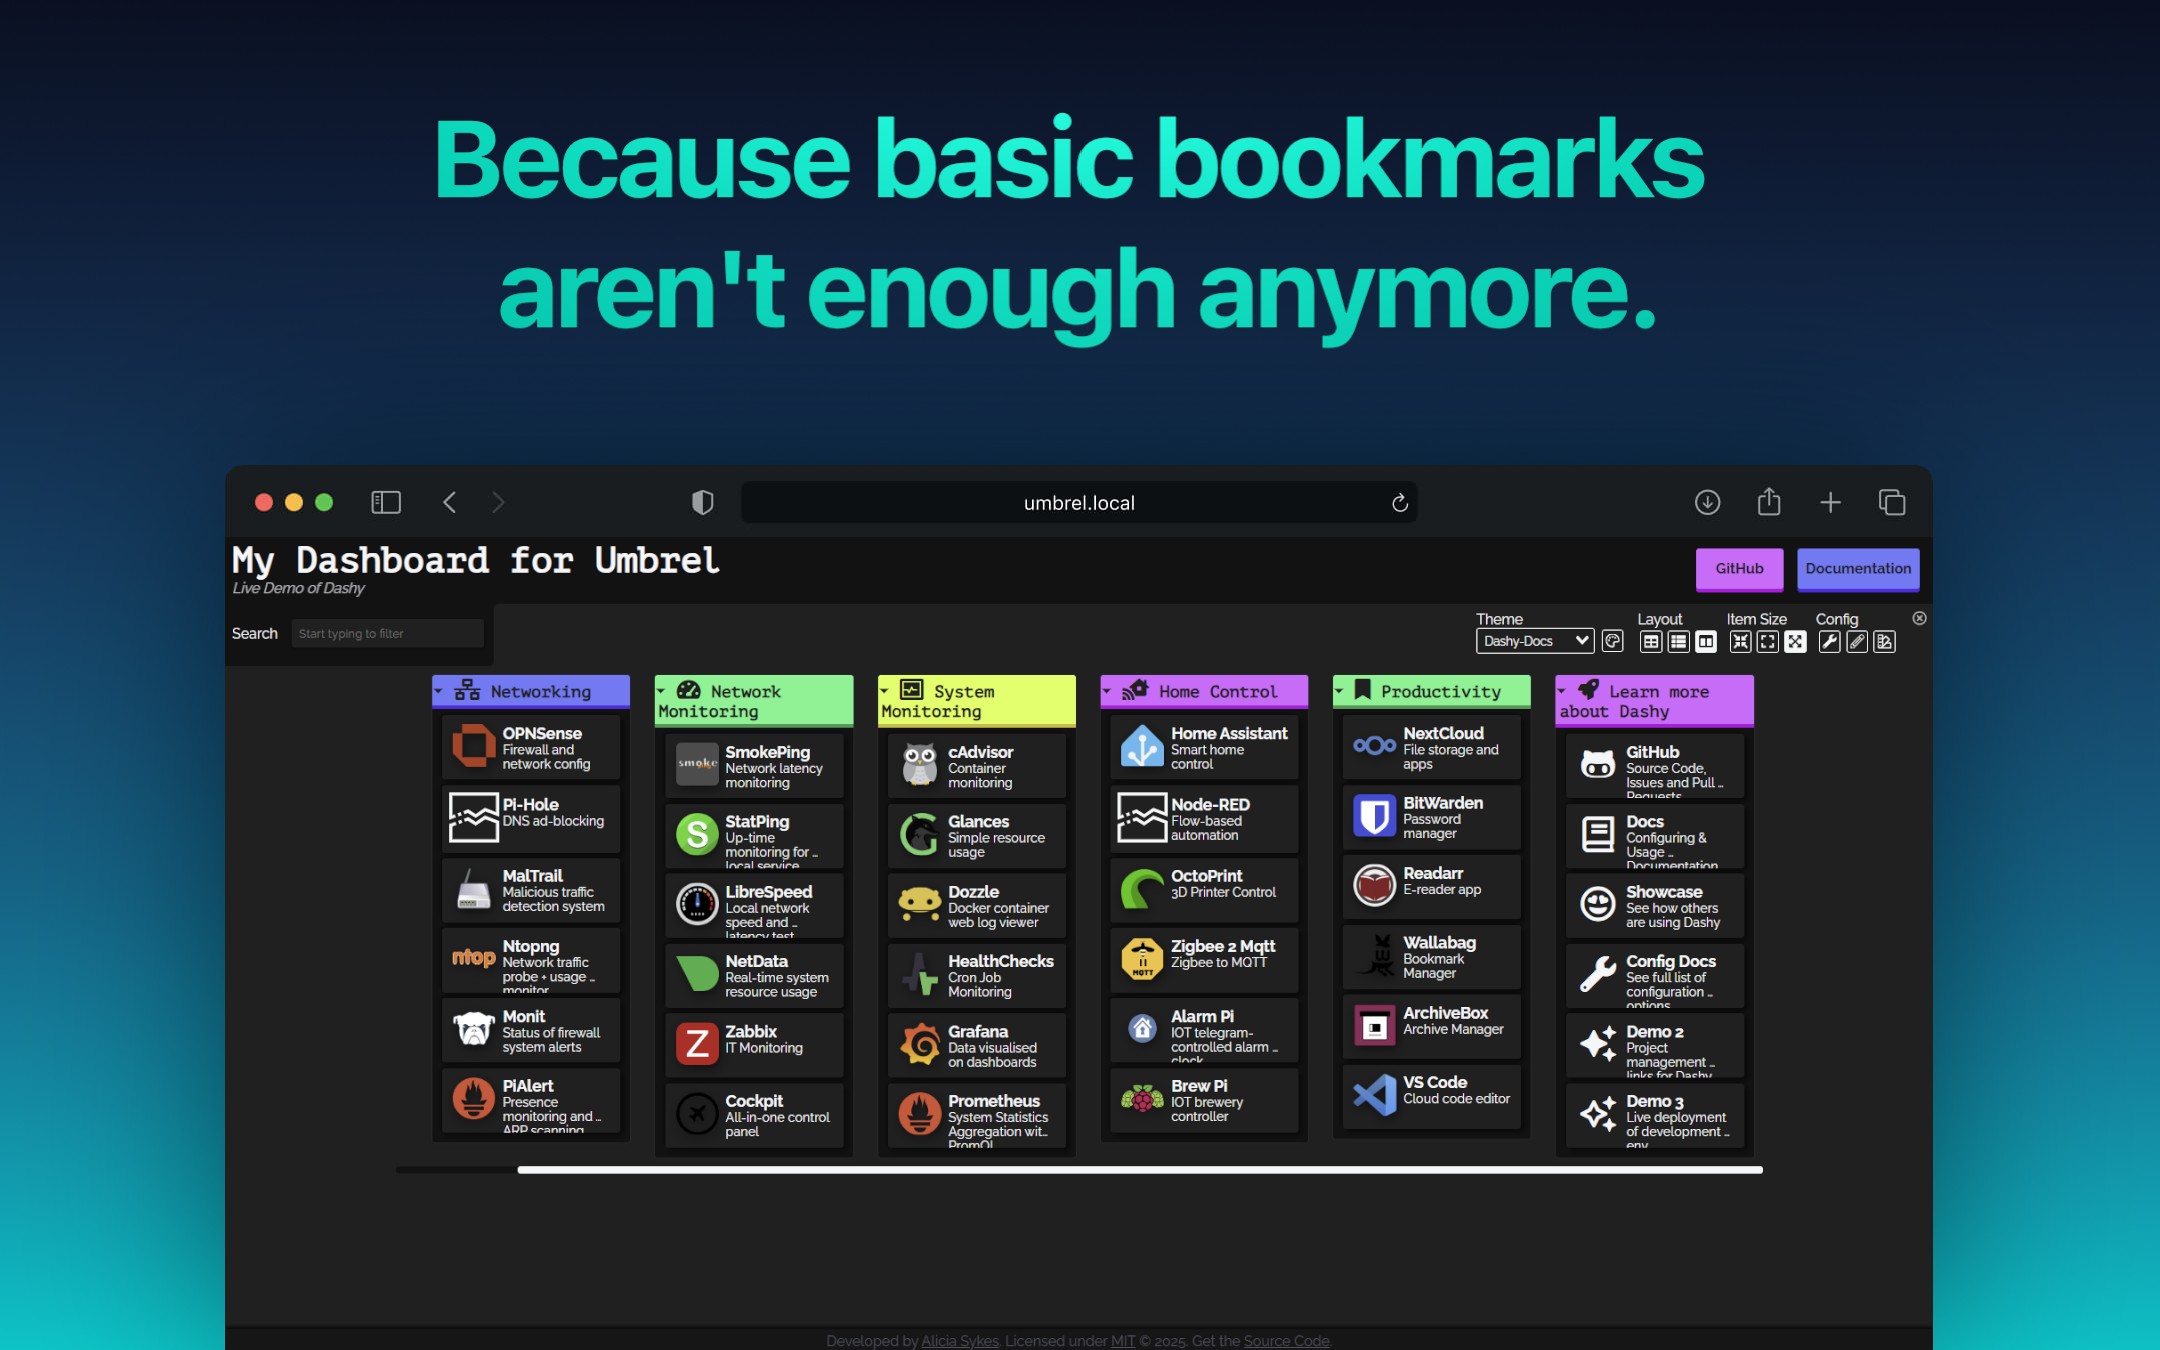 Because basic bookmarks
aren't enough anymore.
umbrel.local
My Dashboard for Umbrel
Live Demo of Dashy
GitHub
Documentation
Search
Start typing to filter
Theme
Dashy-Docs
Layout
Item Size
Config
Networking
OPNSense
Firewall and
network config
Pi-Hole
DNS ad-blocking
MalTrail
Malicious traffic
detection system
ntop
Ntopng
Network traffic
probe + usage ...
monitor
Monit
Status of firewall
system alerts
PiAlert
Presence
monitoring and ...
ARP scanning
Network
Monitoring
smoke
SmokePing
Network latency
monitoring
S
StatPing
Up-time
monitoring for ...
local service
LibreSpeed
Local network
speed and ...
latency test
NetData
Real-time system
resource usage
Z
Zabbix
IT Monitoring
Cockpit
All-in-one control
panel
System
Monitoring
cAdvisor
Container
monitoring
Glances
Simple resource
usage
Dozzle
Docker container
web log viewer
HealthChecks
Cron Job
Monitoring
Grafana
Data visualised
on dashboards
Prometheus
System Statistics
Aggregation wit...
PromQL
Home Control
Home Assistant
Smart home
control
Node-RED
Flow-based
automation
OctoPrint
3D Printer Control
MQTT
Zigbee 2 Mqtt
Zigbee to MQTT
Alarm Pi
IOT telegram-
controlled alarm ...
clock
Brew Pi
IOT brewery
controller
Productivity
NextCloud
File storage and
apps
BitWarden
Password
manager
Readarr
E-reader app
Wallabag
Bookmark
Manager
ArchiveBox
Archive Manager
VS Code
Cloud code editor
Learn more
about Dashy
GitHub
Source Code,
Issues and Pull ...
Requests
Docs
Configuring &
Usage ...
Documentation
Showcase
See how others
are using Dashy
Config Docs
See full list of
configuration ...
options
Demo 2
Project
management ...
links for Dashy
Demo 3
Live deployment
of development ...
env
Developed by Alicia Sykes. Licensed under MIT © 2025. Get the Source Code.